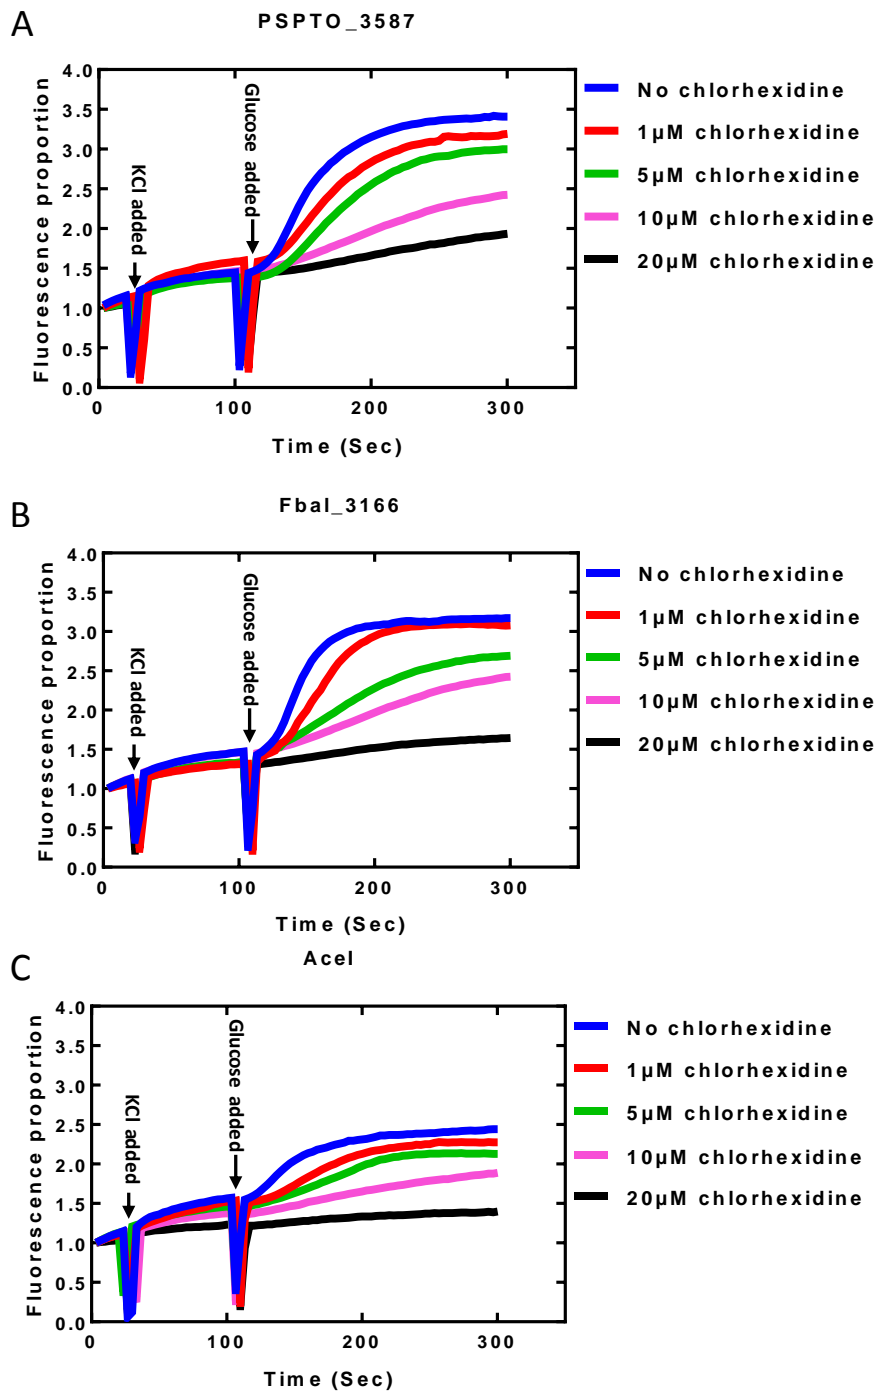 A
PSPTO_3587
Fluorescence proportion
4.0
3.5
3.0
2.5
2.0
1.5
1.0
0.5
0.0
KCl added
Glucose added
0
100
200
300
Time (Sec)
No chlorhexidine
1µM chlorhexidine
5µM chlorhexidine
10µM chlorhexidine
20µM chlorhexidine
B
Fbal_3166
Fluorescence proportion
4.0
3.5
3.0
2.5
2.0
1.5
1.0
0.5
0.0
KCl added
Glucose added
0
100
200
300
Time (Sec)
No chlorhexidine
1µM chlorhexidine
5µM chlorhexidine
10µM chlorhexidine
20µM chlorhexidine
C
AceI
Fluorescence proportion
4.0
3.5
3.0
2.5
2.0
1.5
1.0
0.5
0.0
KCl added
Glucose added
0
100
200
300
Time (Sec)
No chlorhexidine
1µM chlorhexidine
5µM chlorhexidine
10µM chlorhexidine
20µM chlorhexidine